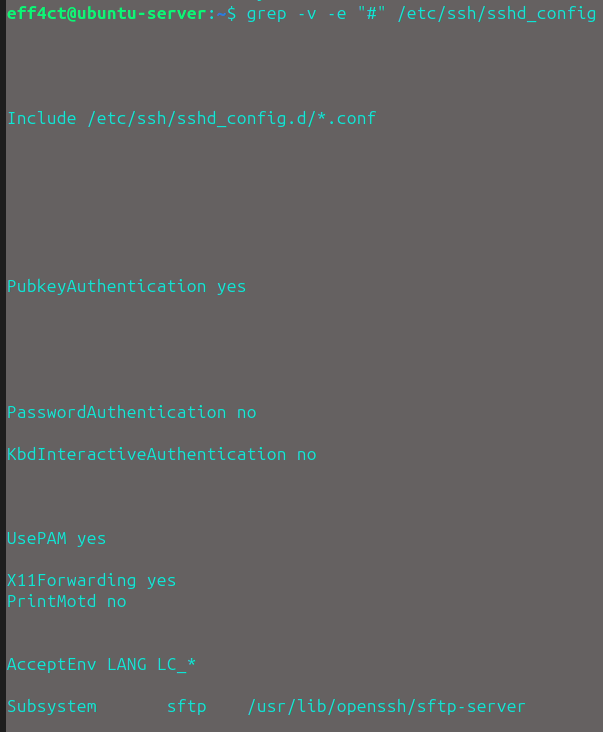 eff4ct@ubuntu-server:~$ grep -v -e "#" /etc/ssh/sshd_config
Include /etc/ssh/sshd_config.d/*.conf
PubkeyAuthentication yes
PasswordAuthentication no
KbdInteractiveAuthentication no
UsePAM yes
X11Forwarding yes
PrintMotd no
AcceptEnv LANG LC_*
Subsystem       sftp    /usr/lib/openssh/sftp-server